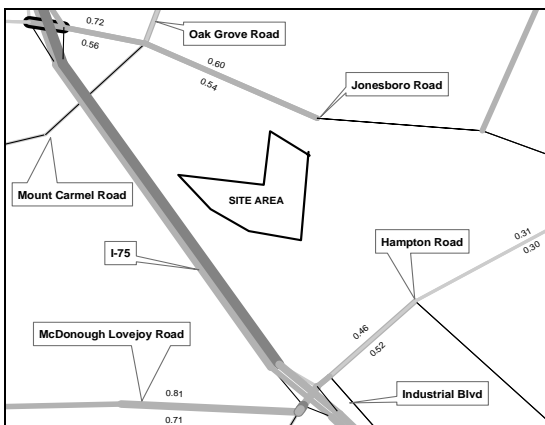 0.72
Oak Grove Road
0.56
0.60
0.54
Jonesboro Road
Mount Carmel Road
SITE AREA
0.31
0.30
Hampton Road
I-75
0.46
0.52
McDonough Lovejoy Road
0.81
0.71
Industrial Blvd